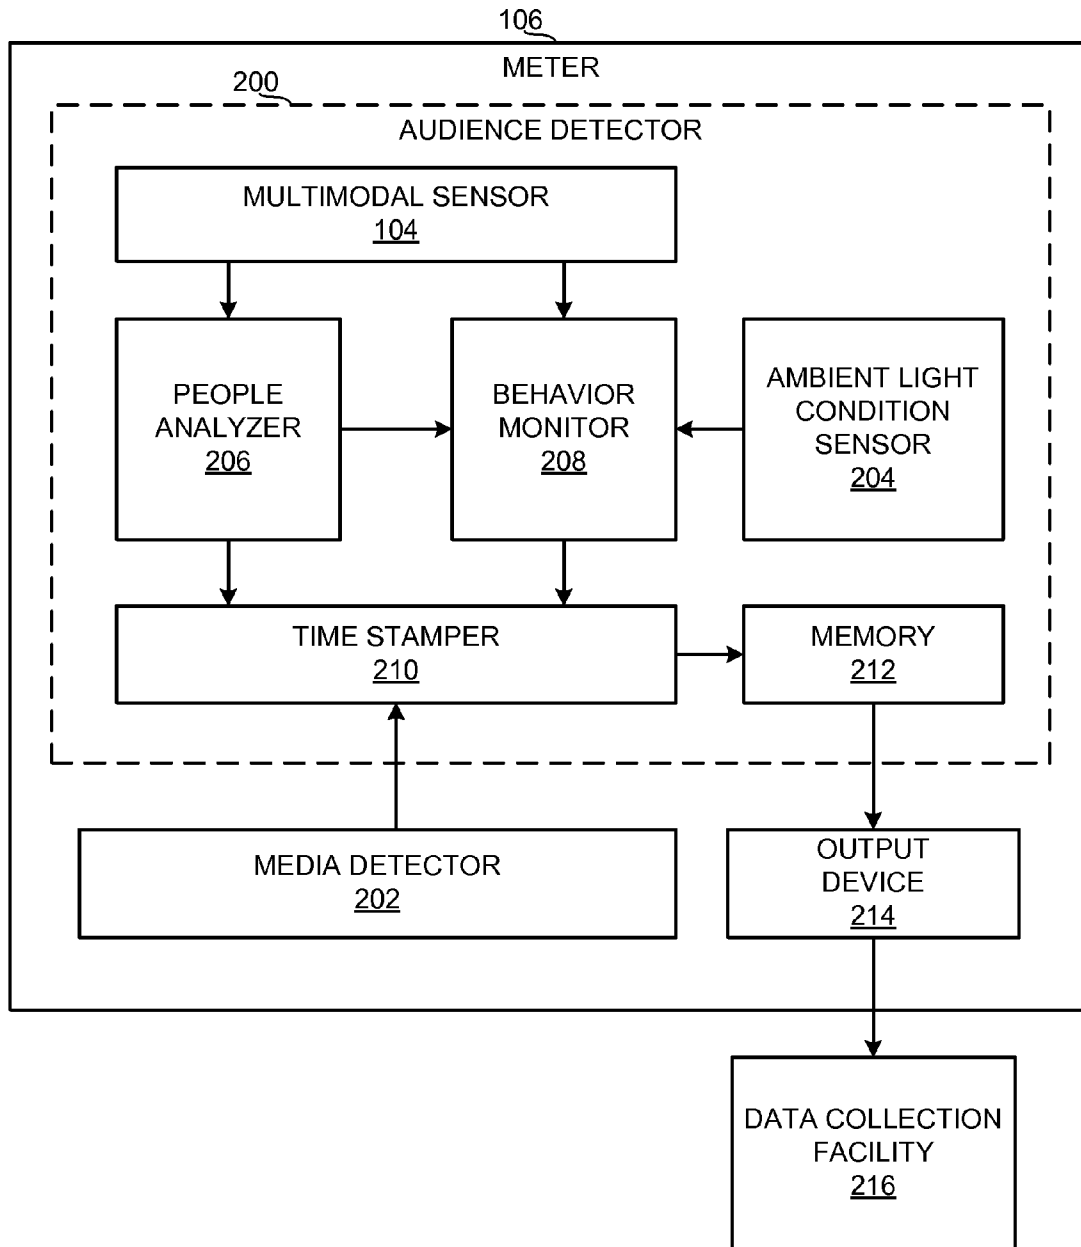 106
METER
200
AUDIENCE DETECTOR
MULTIMODAL SENSOR
104
PEOPLE
ANALYZER
206
BEHAVIOR
MONITOR
208
AMBIENT LIGHT
CONDITION
SENSOR
204
TIME STAMPER
210
MEMORY
212
MEDIA DETECTOR
202
OUTPUT
DEVICE
214
DATA COLLECTION
FACILITY
216